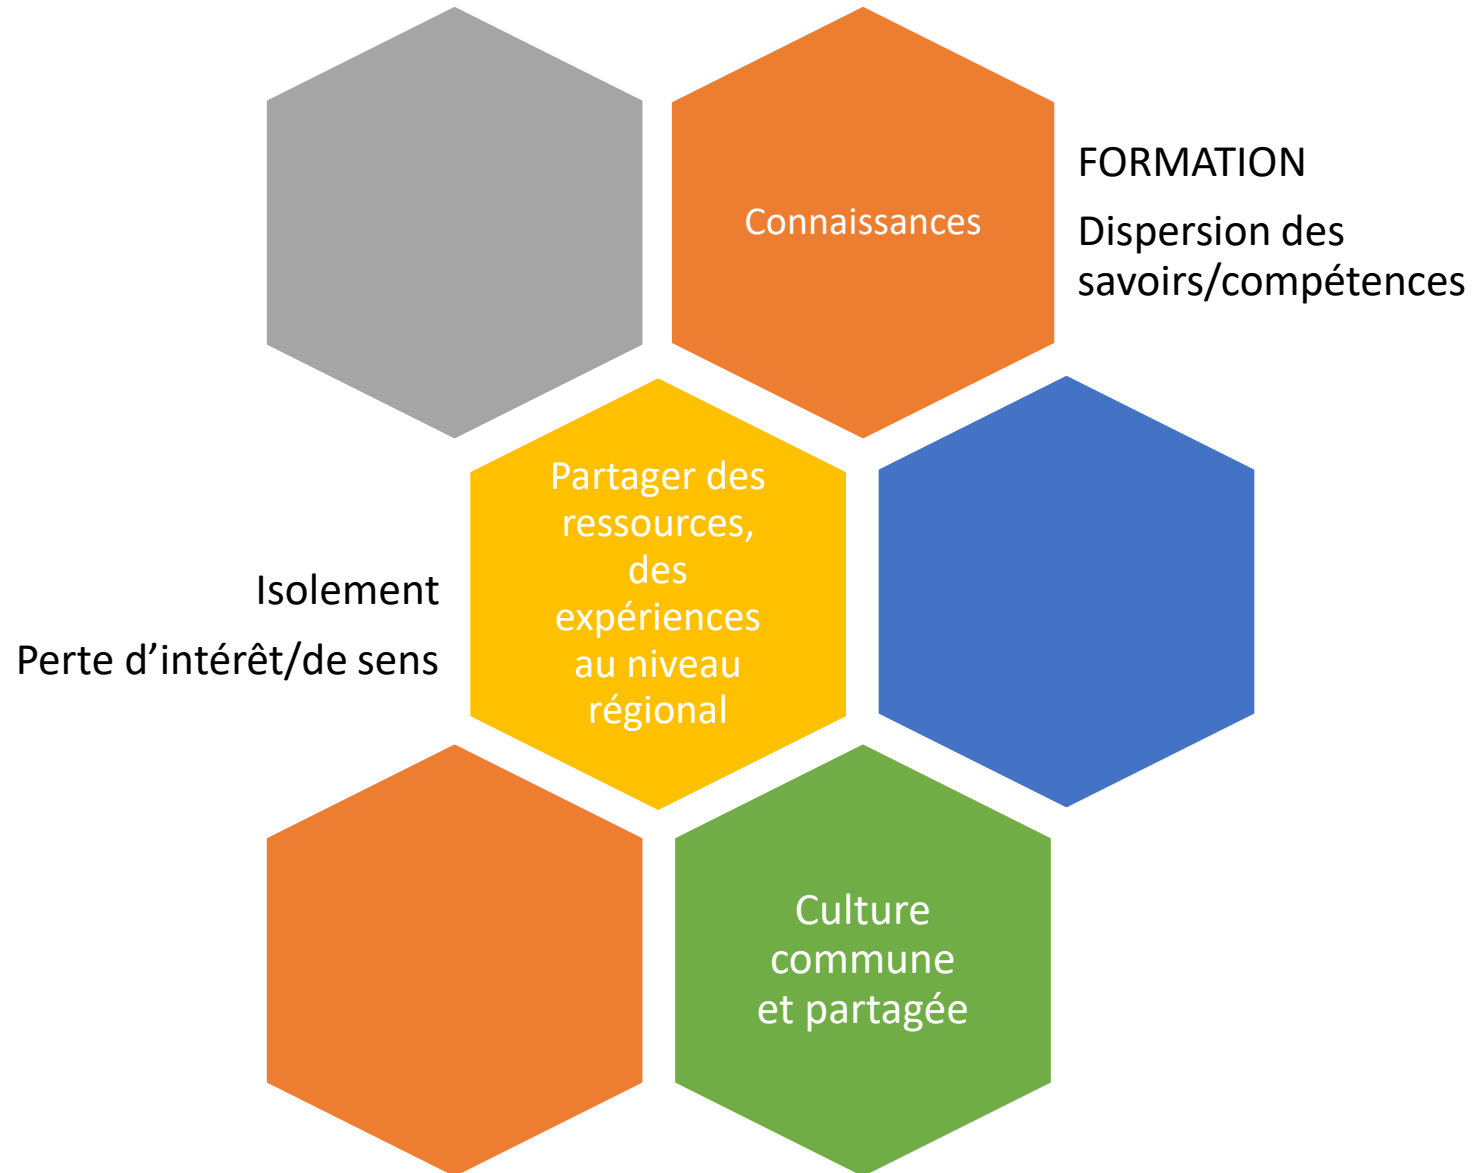 Connaissances
FORMATION
Dispersion des
savoirs/compétences
Partager des
ressources,
des
expériences
au niveau
régional
Isolement
Perte d’intérêt/de sens
Culture
commune
et partagée